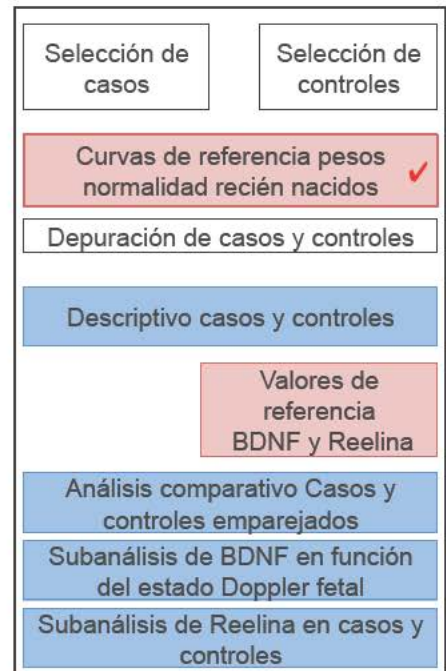 Selección de
casos
Selección de
controles
Curvas de referencia pesos
normalidad recién nacidos
Depuración de casos y controles
Descriptivo casos y controles
Valores de
referencia
BDNF y Reelina
Análisis comparativo Casos y
controles emparejados
Subanálisis de BDNF en función
del estado Doppler fetal
Subanálisis de Reelina en casos y
controles